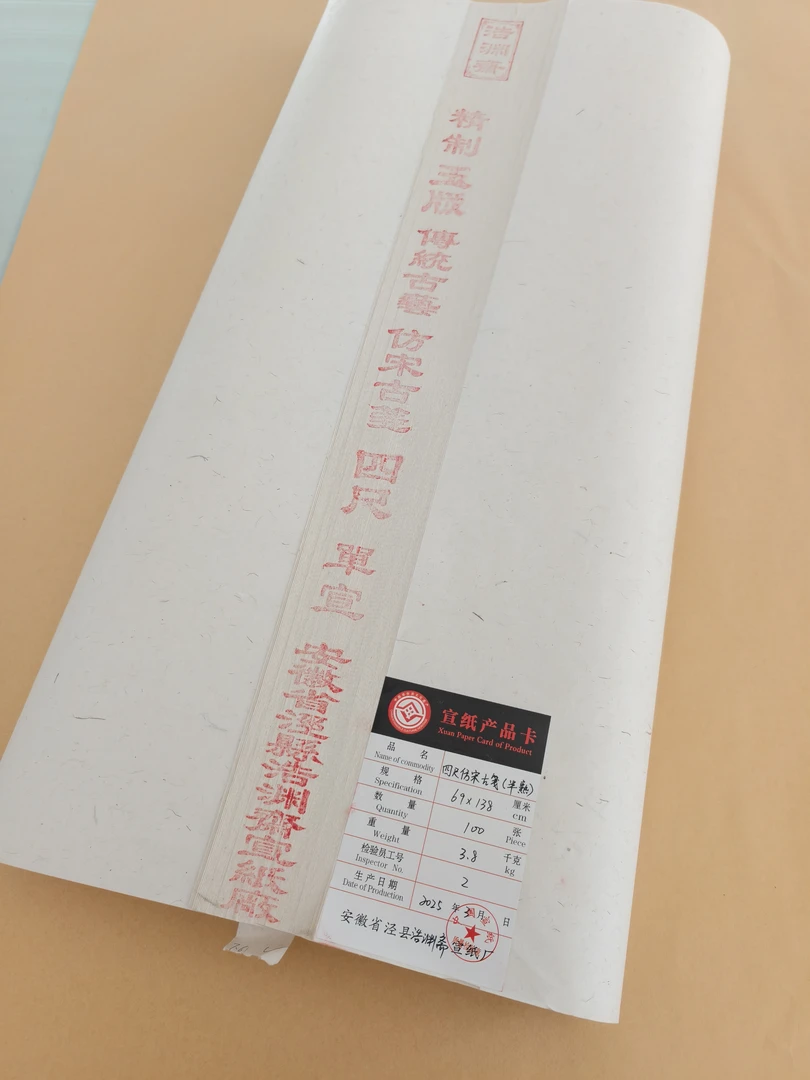 浩渊斋
精制 玉版 傳統古藝 仿宋古箋 四尺 單宣 安徽省涇縣浩淵齋宣紙廠
宣纸产品卡
Xuan Paper Card of Product
品 名 四尺仿宋古笺(半熟)
Name of commodity
规 格 69×138 厘米
Specification cm
数 量 100 张
Quantity Piece
重 量 3.8 千克
Weight kg
检验员工号 2
Inspector No.
生产日期 2025 年 3 月 日
Date of Production
安徽省泾县浩渊斋宣纸厂